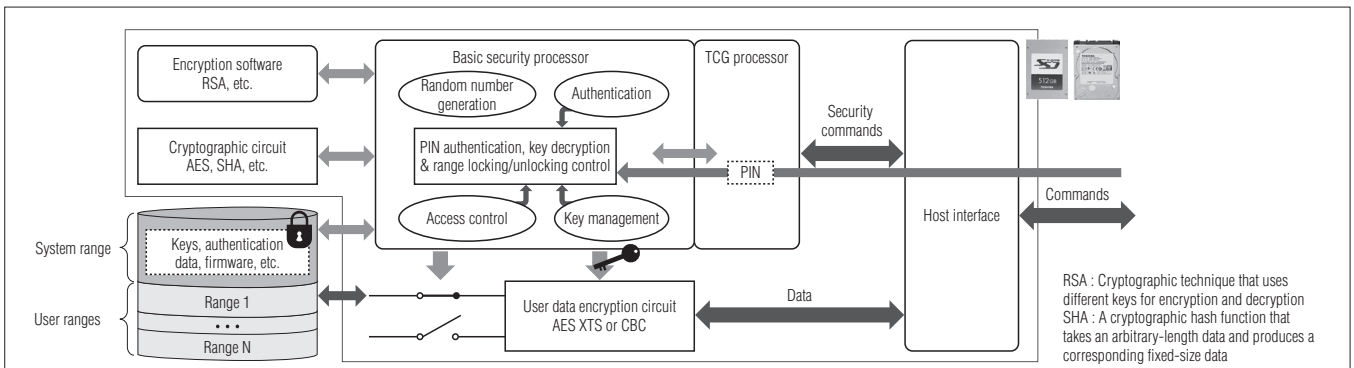 Encryption software
RSA, etc.
Cryptographic circuit
AES, SHA, etc.
System range
Keys, authentication
data, firmware, etc.
User ranges
Range 1
• • •
Range N
Basic security processor
Random number
generation
Authentication
PIN authentication, key decryption
& range locking/unlocking control
Access control
Key management
TCG processor
PIN
Security
commands
Host interface
Commands
User data encryption circuit
AES XTS or CBC
Data
SSD
512GB
TOSHIBA
RSA : Cryptographic technique that uses
different keys for encryption and decryption
SHA : A cryptographic hash function that
takes an arbitrary-length data and produces a
corresponding fixed-size data